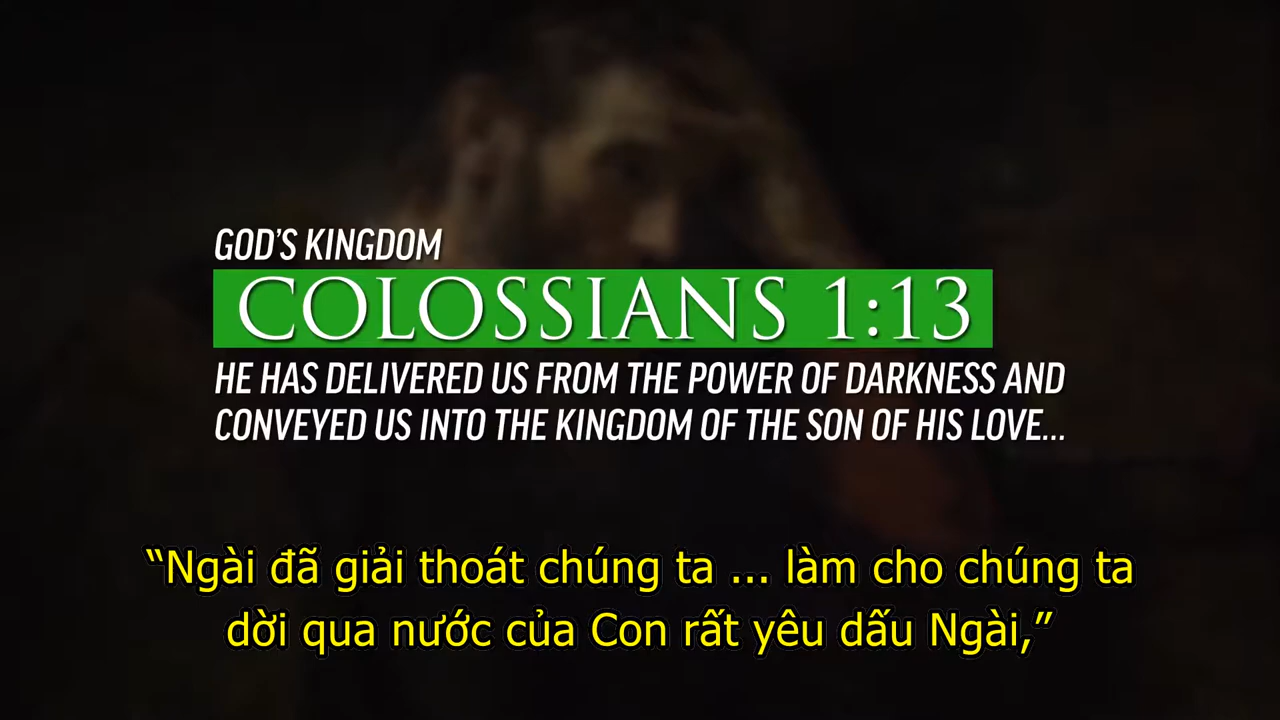 GOD'S KINGDOM
COLOSSIANS 1:13
HE HAS DELIVERED US FROM THE POWER OF DARKNESS AND
CONVEYED US INTO THE KINGDOM OF THE SON OF HIS LOVE...
“Ngài đã giải thoát chúng ta ... làm cho chúng ta
dời qua nước của Con rất yêu dấu Ngài,”